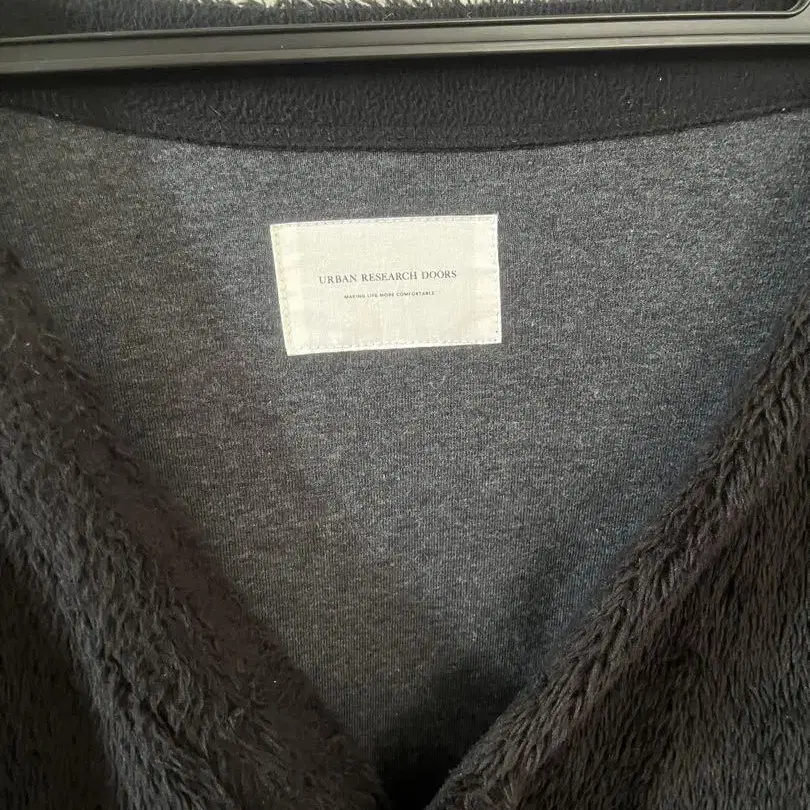 URBAN RESEARCH DOORS
MAKING LIFE MORE COMFORTABLE